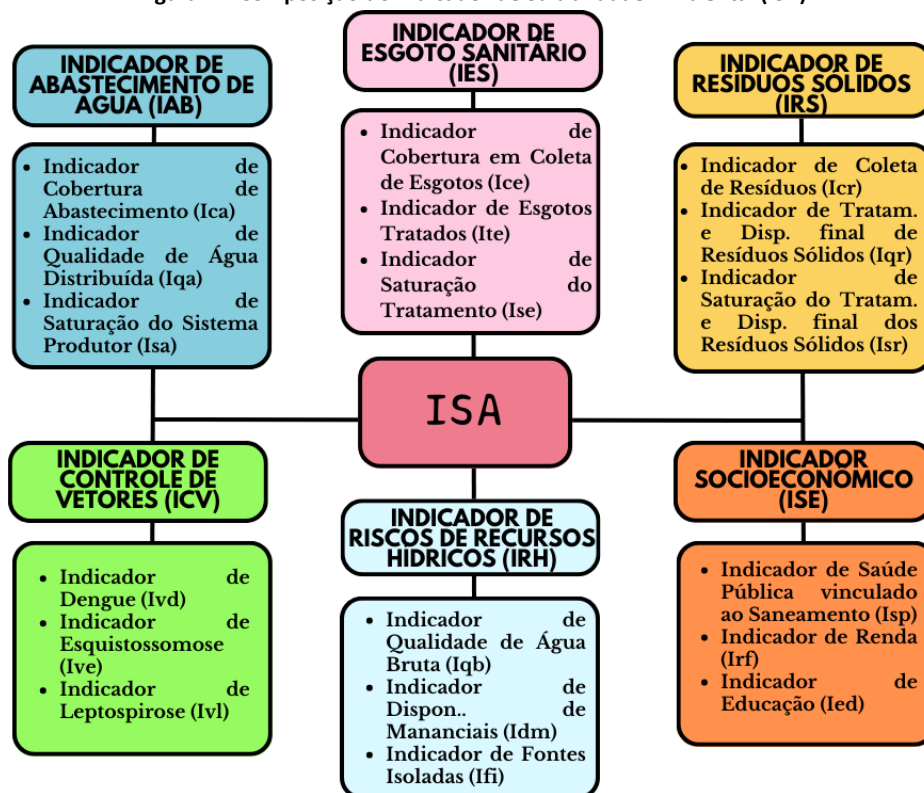 INDICADOR DE
ABASTECIMENTO DE
ÁGUA (IAB)
Indicador de
Cobertura de
Abastecimento (Ica)
Indicador de
Qualidade de Água
Distribuída (Iqa)
Indicador de
Saturação do Sistema
Produtor (Isa)
INDICADOR DE
ESGOTO SANITÁRIO
(IES)
Indicador de
Cobertura em Coleta
de Esgotos (Ice)
Indicador de Esgotos
Tratados (Ite)
Indicador de
Saturação do
Tratamento (Ise)
INDICADOR DE
RESIDUOS SÓLIDOS
(IRS)
Indicador de Coleta
de Resíduos (Icr)
Indicador de Tratam.
e Disp. final de
Resíduos Sólidos (Iqr)
Indicador de
Saturação do Tratam.
e Disp. final dos
Resíduos Sólidos (Isr)
ISA
INDICADOR DE
CONTROLE DE
VETORES (ICV)
Indicador de
Dengue (Ivd)
Indicador de
Esquistossomose
(Ive)
Indicador de
Leptospirose (Ivl)
INDICADOR DE
RISCOS DE RECURSOS
HÍDRICOS (IRH)
Indicador de
Qualidade de Água
Bruta (Iqb)
Indicador de
Dispon.. de
Mananciais (Idm)
Indicador de Fontes
Isoladas (Ifi)
INDICADOR
SOCIOECONÔMICO
(ISE)
Indicador de Saúde
Pública vinculado
ao Saneamento (Isp)
Indicador de Renda
(Irf)
Indicador de
Educação (Ied)